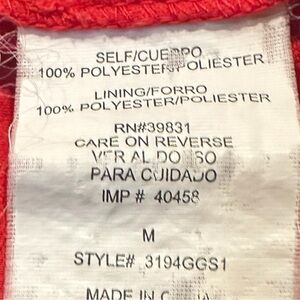 SELF/CUERPO
100% POLYESTER/POLIESTER
LINING/FORRO
100% POLYESTER/POLIESTER
RN#39831
CARE ON REVERSE
VER AL DORSO
PARA CUIDADO
IMP # 40458
M
STYLE# 3194GGS1
MADE IN